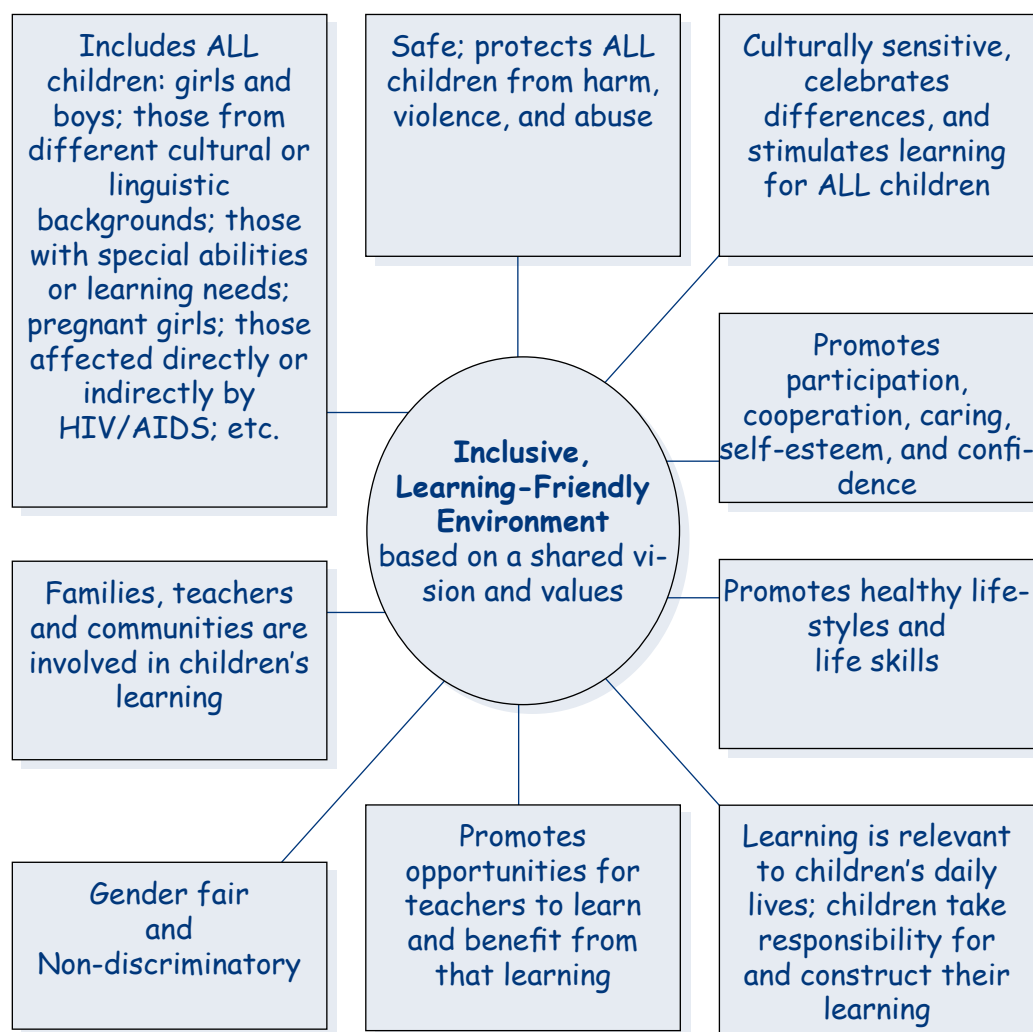 Includes ALL
children: girls and
boys; those from
different cultural or
linguistic
backgrounds; those
with special abilities
or learning needs;
pregnant girls; those
affected directly or
indirectly by
HIV/AIDS; etc.
Safe; protects ALL
children from harm,
violence, and abuse
Culturally sensitive,
celebrates
differences, and
stimulates learning
for ALL children
Promotes
participation,
cooperation, caring,
self-esteem, and confi-
dence
Inclusive,
Learning-Friendly
Environment
based on a shared vi-
sion and values
Families, teachers
and communities are
involved in children’s
learning
Promotes healthy life-
styles and
life skills
Gender fair
and
Non-discriminatory
Promotes
opportunities for
teachers to learn
and benefit from
that learning
Learning is relevant
to children’s daily
lives; children take
responsibility for
and construct their
learning